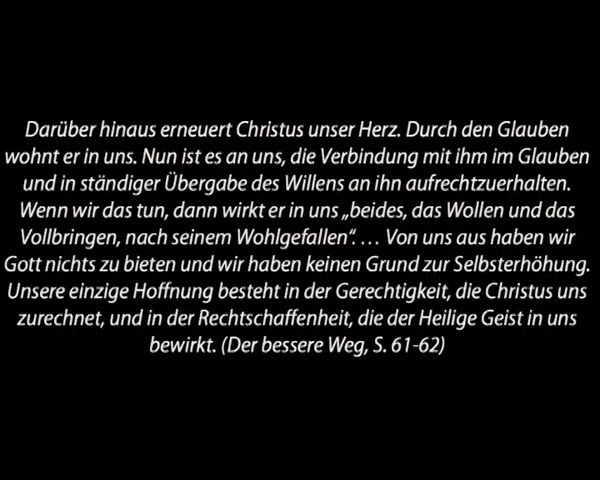 Darüber hinaus erneuert Christus unser Herz. Durch den Glauben
wohnt er in uns. Nun ist es an uns, die Verbindung mit ihm im Glauben
und in ständiger Übergabe des Willens an ihn aufrechtzuerhalten.
Wenn wir das tun, dann wirkt er in uns „beides, das Wollen und das
Vollbringen, nach seinem Wohlgefallen“. … Von uns aus haben wir
Gott nichts zu bieten und wir haben keinen Grund zur Selbsterhöhung.
Unsere einzige Hoffnung besteht in der Gerechtigkeit, die Christus uns
zurechnet, und in der Rechtschaffenheit, die der Heilige Geist in uns
bewirkt. (Der bessere Weg, S. 61-62)